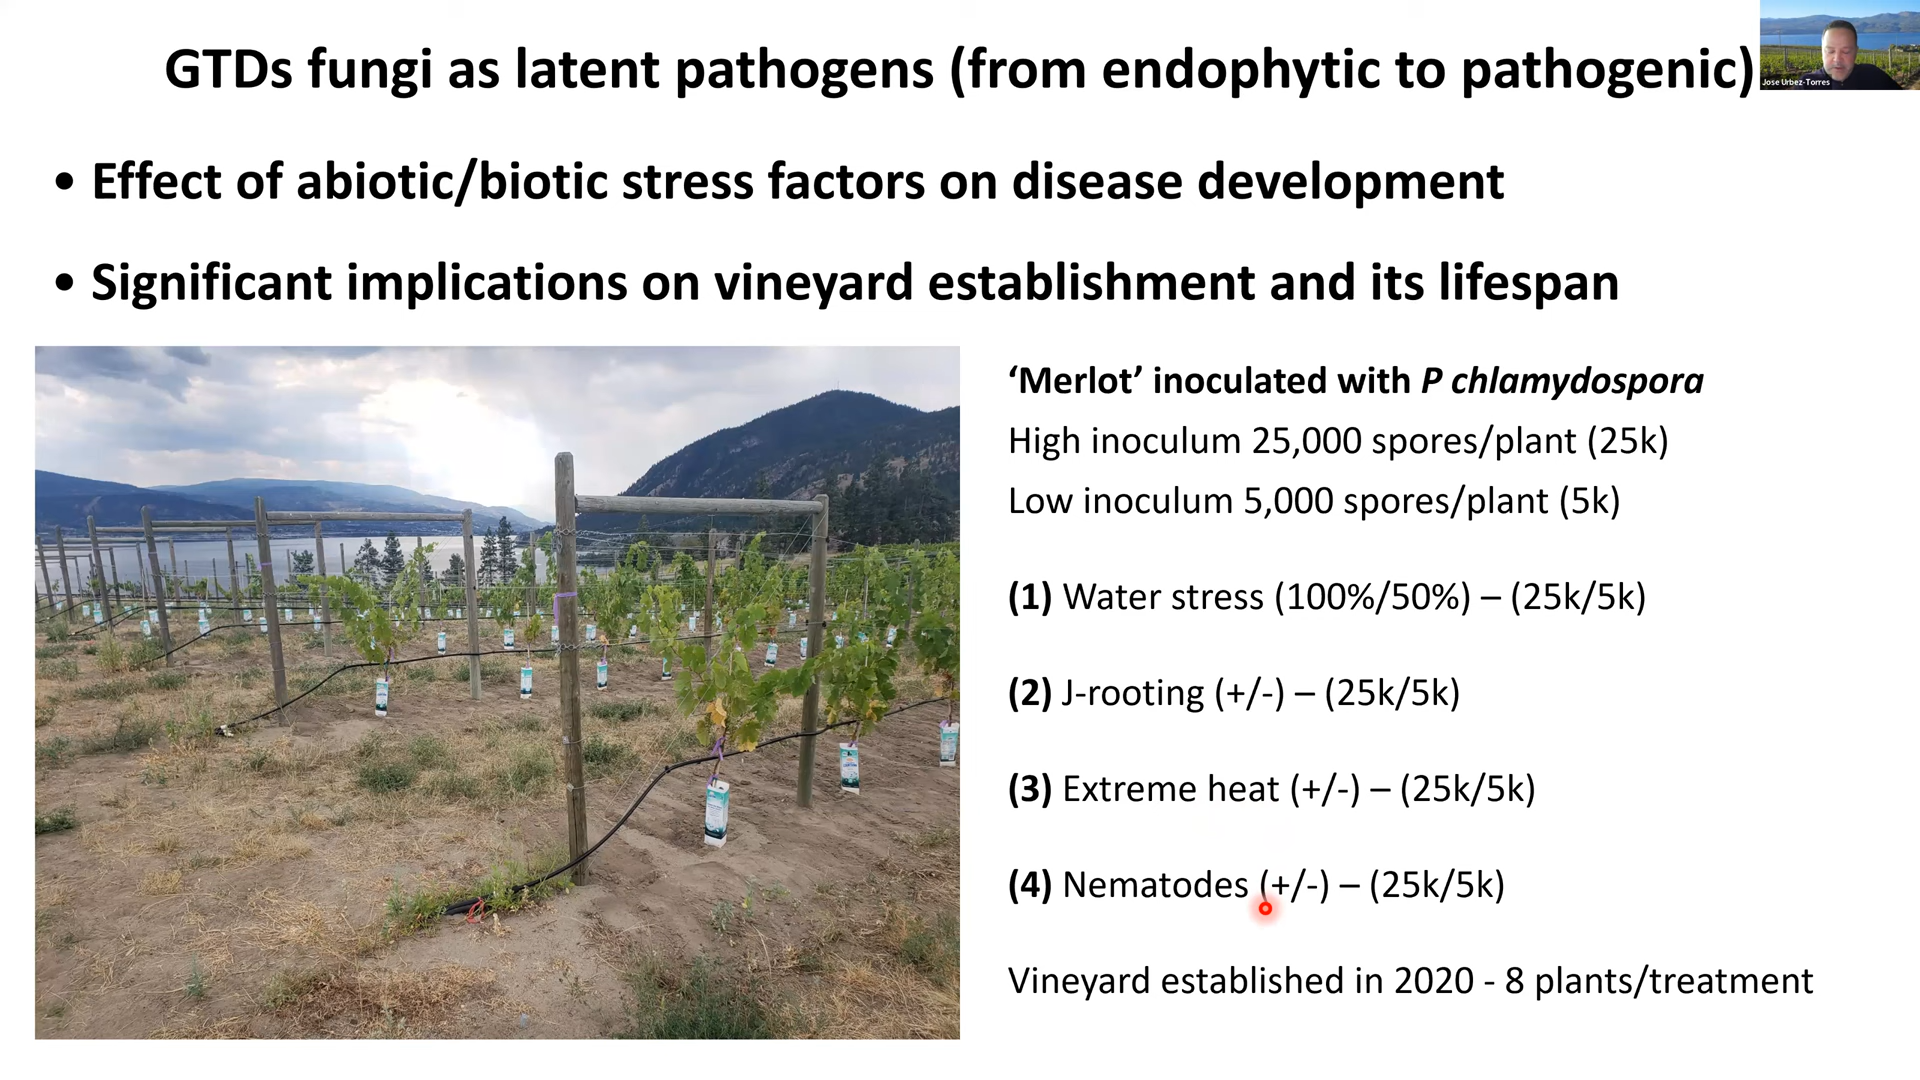 GTDs fungi as latent pathogens (from endophytic to pathogenic)
Jose Urbez-Torres
• Effect of abiotic/biotic stress factors on disease development
• Significant implications on vineyard establishment and its lifespan
‘Merlot’ inoculated with P chlamydospora
High inoculum 25,000 spores/plant (25k)
Low inoculum 5,000 spores/plant (5k)
(1) Water stress (100%/50%) – (25k/5k)
(2) J-rooting (+/-) – (25k/5k)
(3) Extreme heat (+/-) – (25k/5k)
(4) Nematodes (+/-) – (25k/5k)
Vineyard established in 2020 - 8 plants/treatment